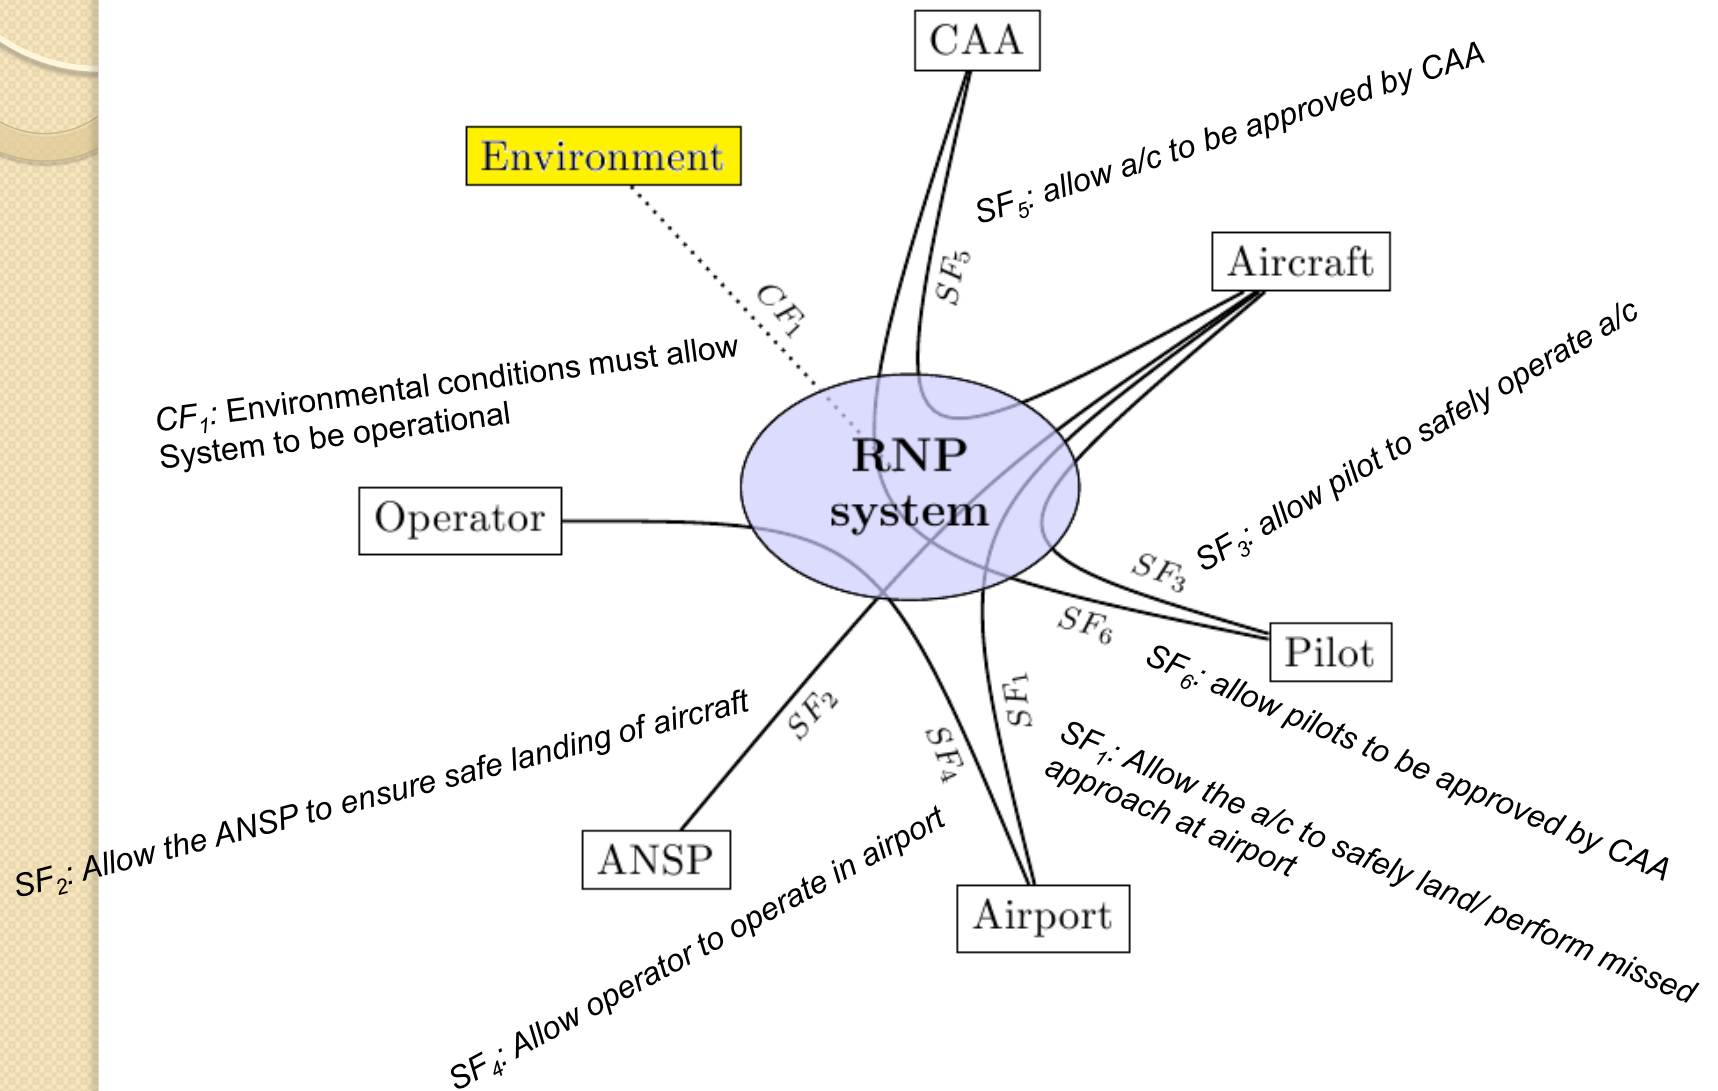 CAA
SF5: allow a/c to be approved by CAA
Environment
SF5
Aircraft
CF1
CF1: Environmental conditions must allow
System to be operational
RNP
system
SF3: allow pilot to safely operate a/c
Operator
SF3
SF6
Pilot
SF6: allow pilots to be approved by CAA
SF2
SF1
SF4
SF1: Allow the a/c to safely land/ perform missed
approach at airport
SF2: Allow the ANSP to ensure safe landing of aircraft
ANSP
Airport
SF4: Allow operator to operate in airport